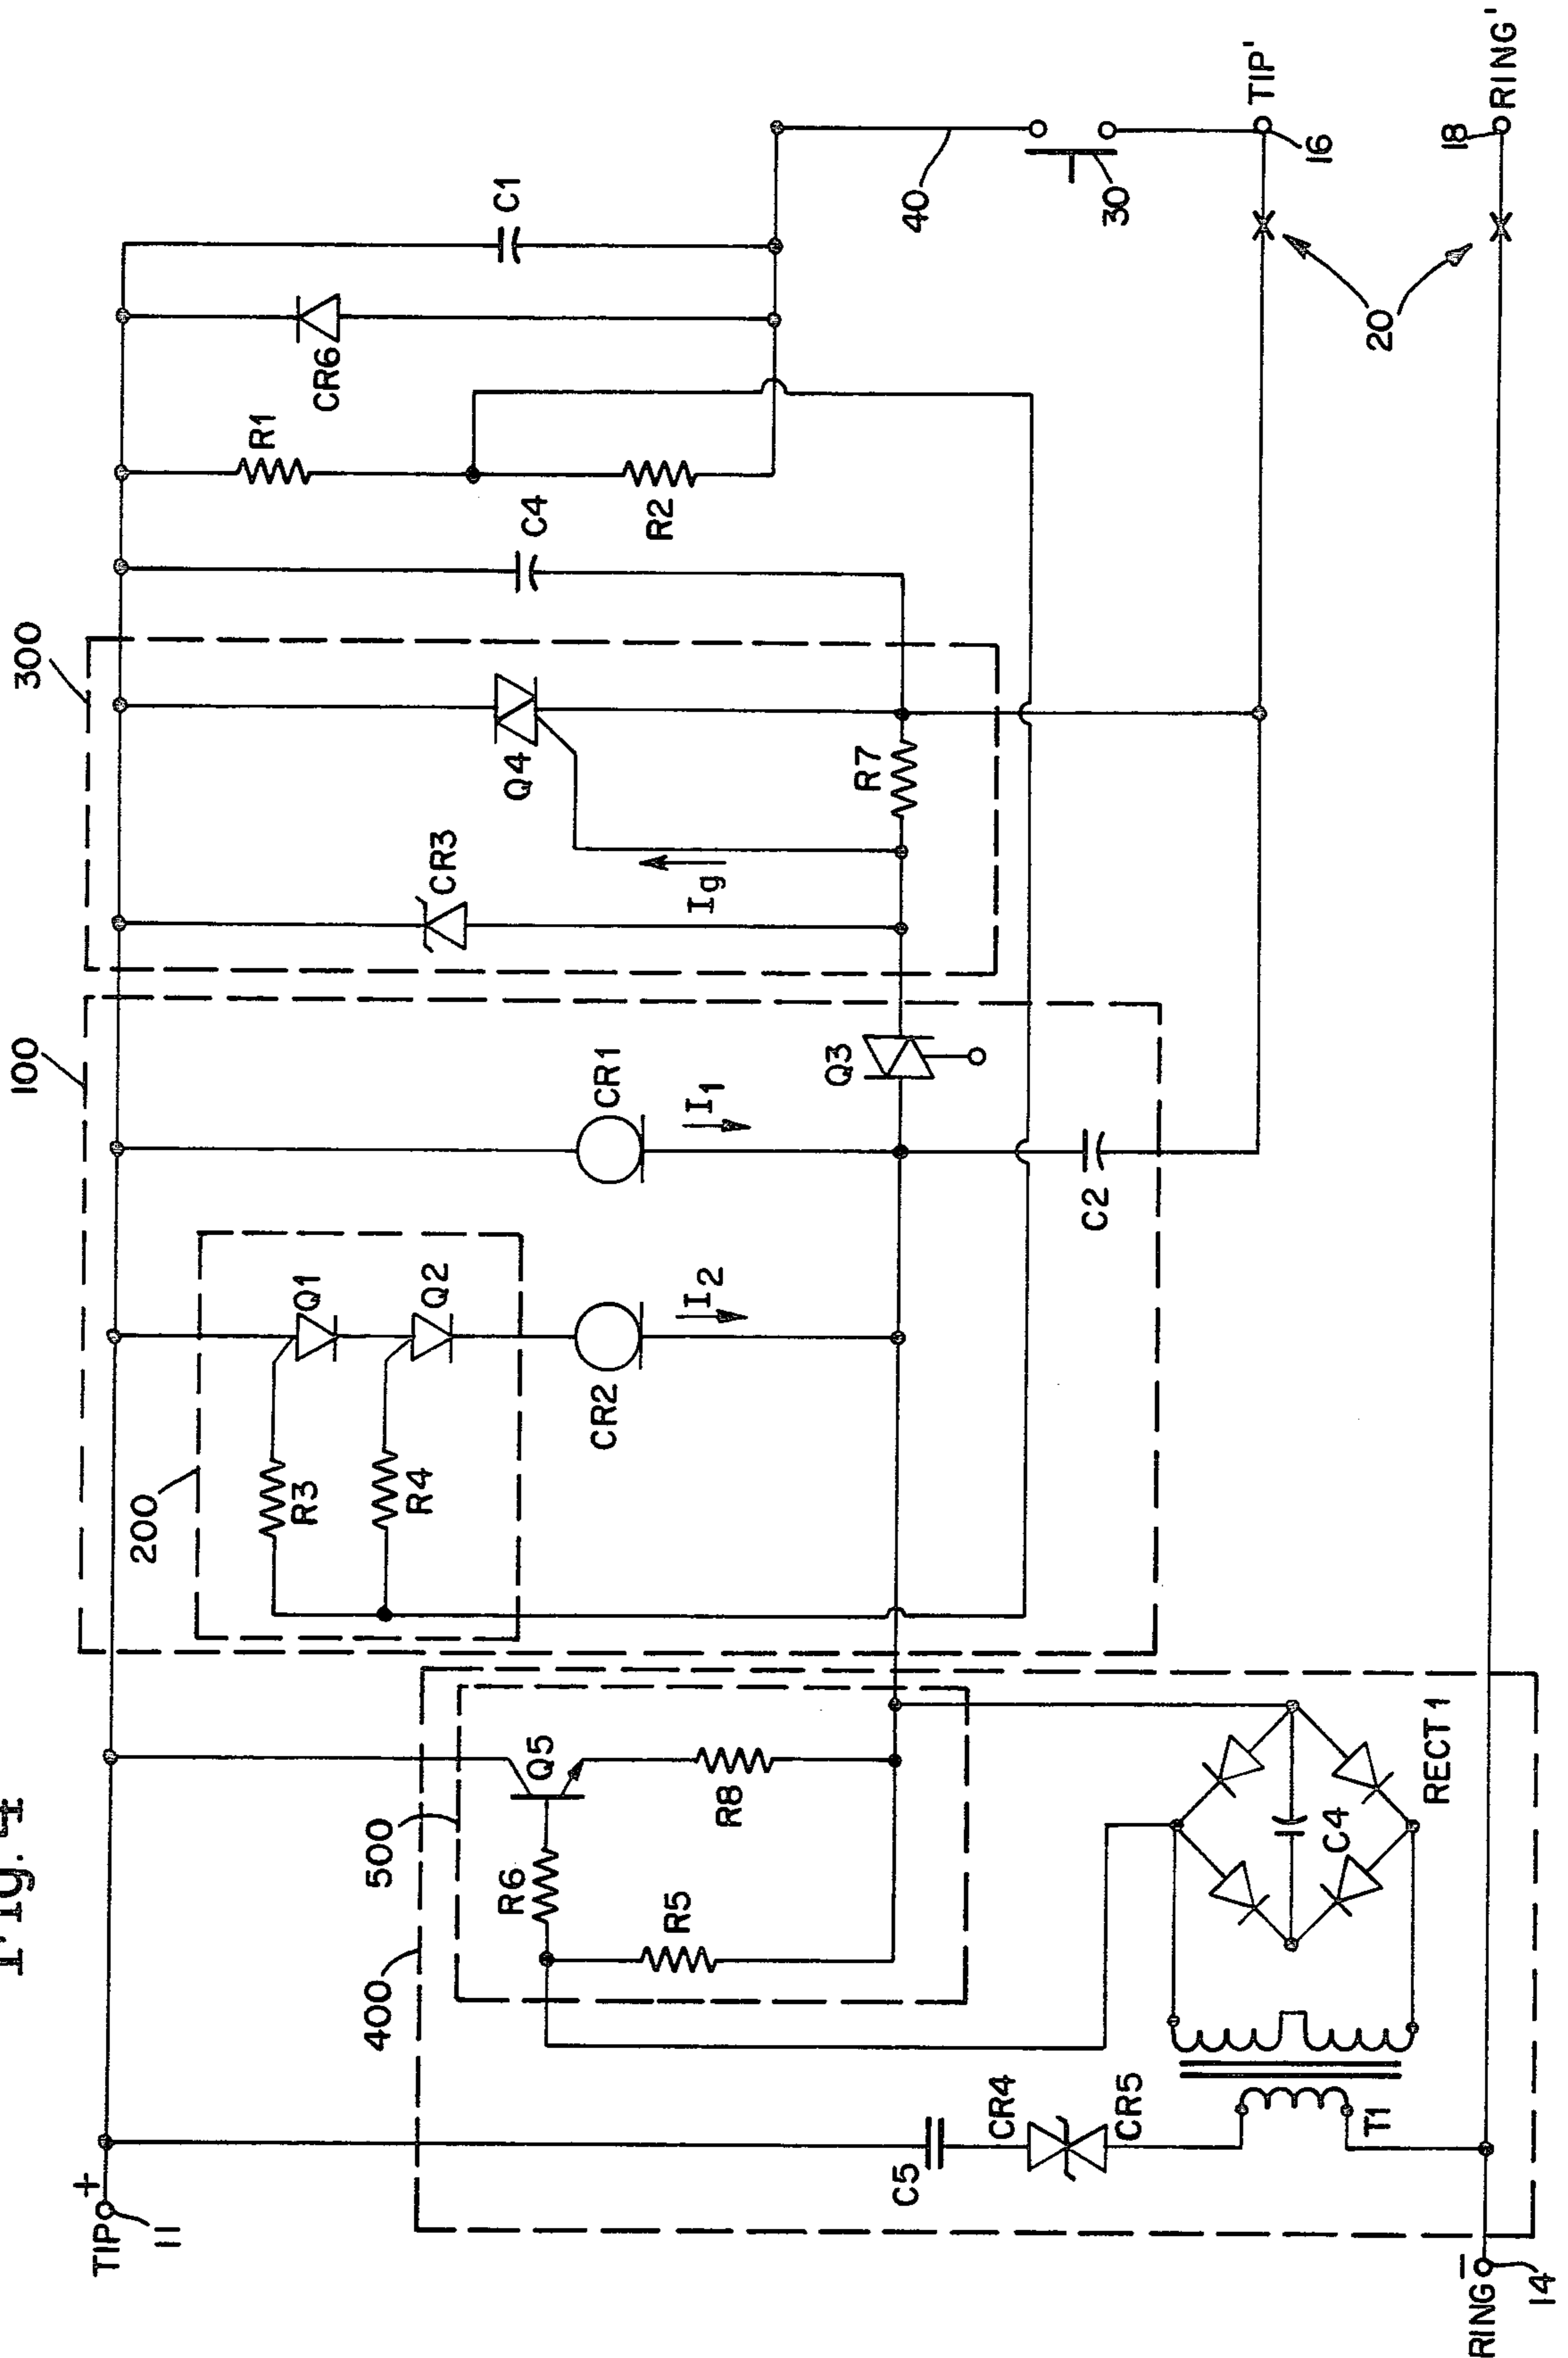 Fig. 4
TIP
+
11
RING
−
14
400
500
C5
CR4
CR5
T1
R6
R5
Q5
R8
C4
RECT 1
200
R3
R4
Q1
Q2
CR2
I2
100
CR1
I1
C2
Q3
300
CR3
Ig
Q4
R7
C4
R1
R2
CR6
C1
40
30
20
TIP'
16
RING'
18